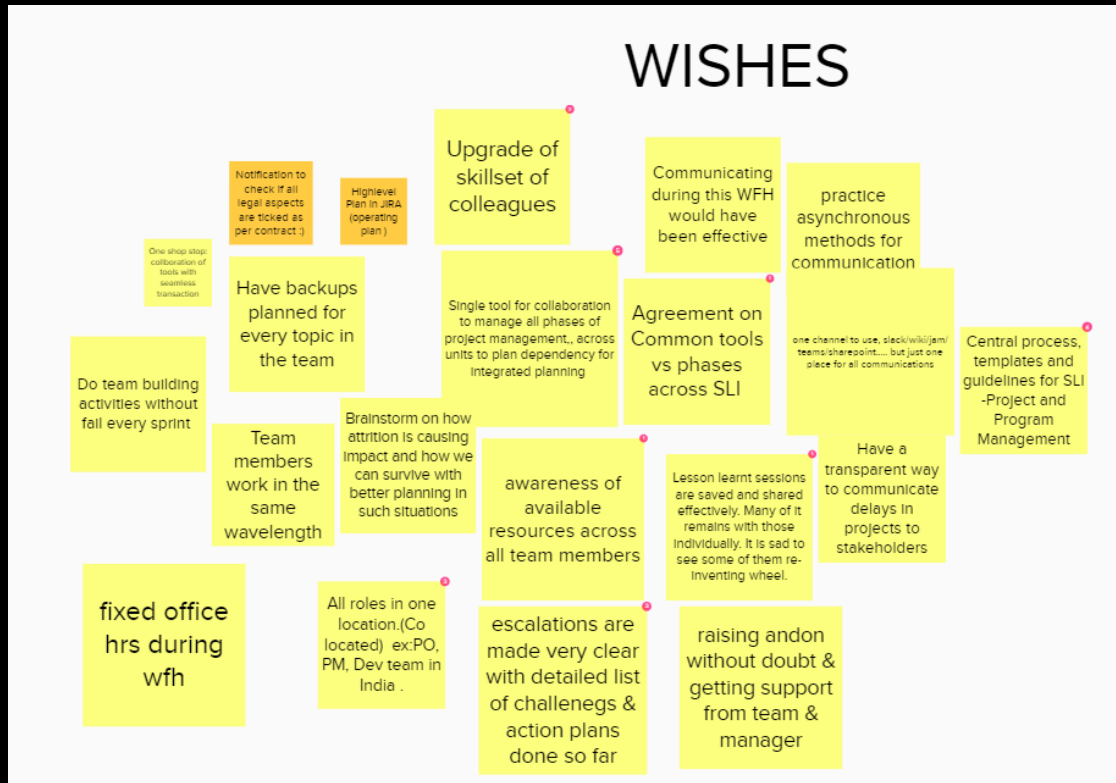 WISHES
Upgrade of
skillset of
colleagues
Notification to
check if all
legal aspects
are ticked as
per contract :)
Highlevel
Plan in JIRA
(operating
plan )
Communicating
during this WFH
would have
been effective
practice
asynchronous
methods for
communication
One shop stop:
collboration of
tools with
seamless
transaction
Have backups
planned for
every topic in
the team
Single tool for collaboration
to manage all phases of
project management,, across
units to plan dependency for
integrated planning
Agreement on
Common tools
vs phases
across SLI
one channel to use, slack/wiki/jam/
teams/sharepoint..... but just one
place for all communications
Central process,
templates and
guidelines for SLI
-Project and
Program
Management
Do team building
activities without
fail every sprint
Team
members
work in the
same
wavelength
Brainstorm on how
attrition is causing
impact and how we
can survive with
better planning in
such situations
awareness of
available
resources across
all team members
Lesson learnt sessions
are saved and shared
effectively. Many of it
remains with those
individually. It is sad to
see some of them re-
inventing wheel.
Have a
transparent way
to communicate
delays in
projects to
stakeholders
fixed office
hrs during
wfh
All roles in one
location.(Co
located) ex:PO,
PM, Dev team in
India .
escalations are
made very clear
with detailed list
of challenegs &
action plans
done so far
raising andon
without doubt &
getting support
from team &
manager